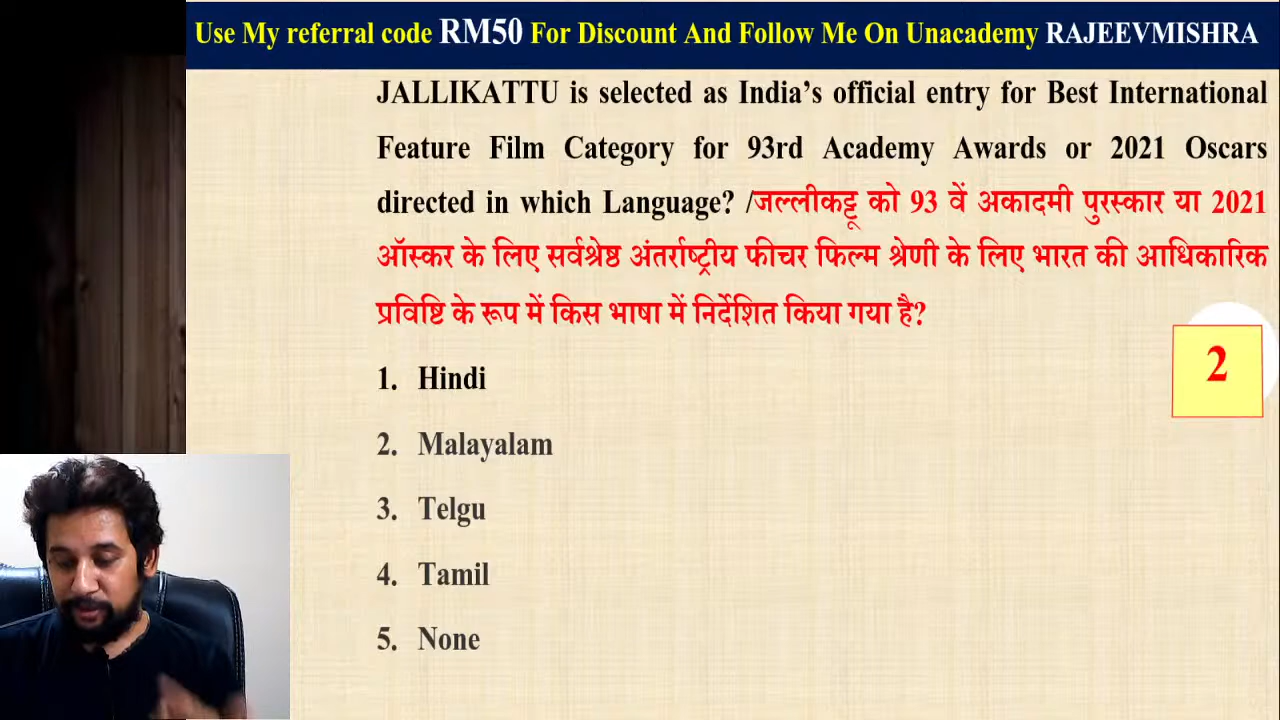 Use My referral code RM50 For Discount And Follow Me On Unacademy RAJEEVMISHRA
JALLIKATTU is selected as India's official entry for Best International
Feature Film Category for 93rd Academy Awards or 2021 Oscars
directed in which Language? /जल्लीकट्टू को 93 वें अकादमी पुरस्कार या 2021
ऑस्कर के लिए सर्वश्रेष्ठ अंतर्राष्ट्रीय फीचर फिल्म श्रेणी के लिए भारत की आधिकारिक
प्रविष्टि के रूप में किस भाषा में निर्देशित किया गया है?
1. Hindi
2
2. Malayalam
3. Telgu
4. Tamil
5. None